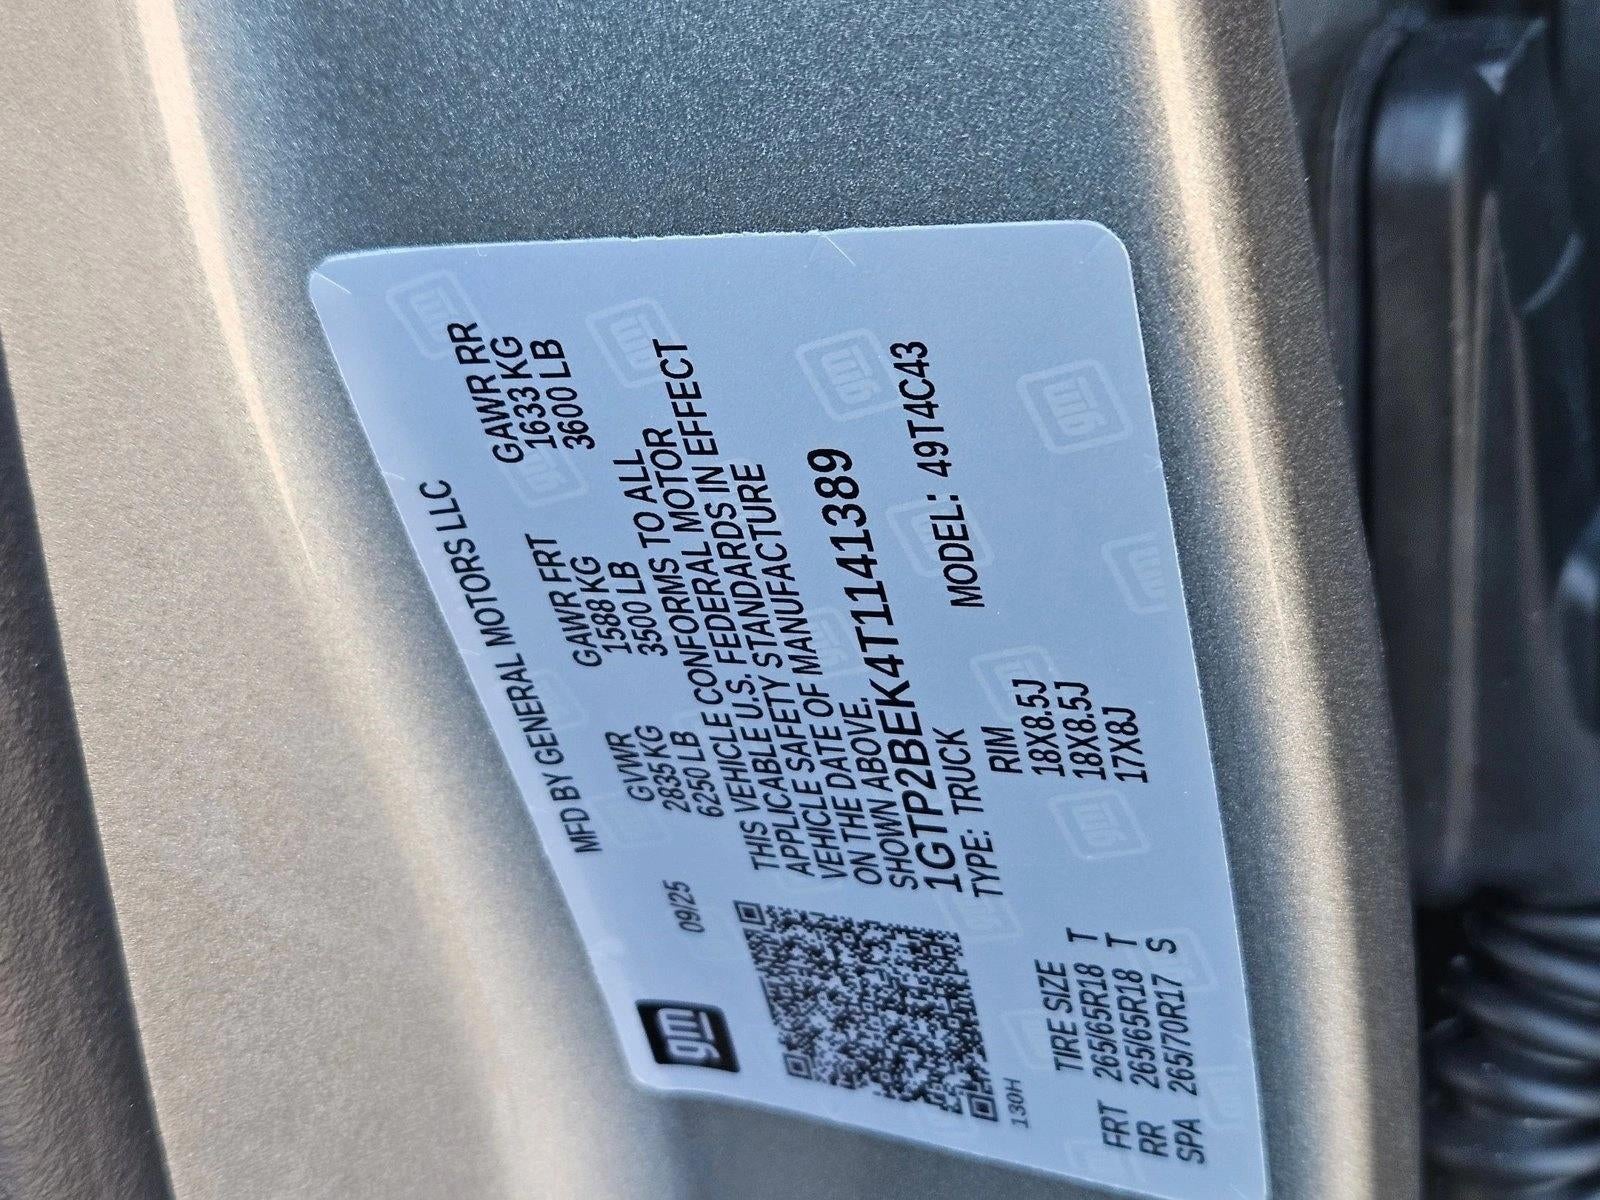 gm
MFD BY GENERAL MOTORS LLC
09/25 GVWR GAWR FRT GAWR RR
2835 KG 1588 KG 1633 KG
6250 LB 3500 LB 3600 LB
THIS VEHICLE CONFORMS TO ALL
APPLICABLE U.S. FEDERAL MOTOR
VEHICLE SAFETY STANDARDS IN EFFECT
ON THE DATE OF MANUFACTURE
SHOWN ABOVE.
1GTP2BEK4T1141389
TYPE: TRUCK MODEL: 49T4C43
130H
TIRE SIZE RIM
FRT 265/65R18 T 18X8.5J
RR 265/65R18 T 18X8.5J
SPA 265/70R17 S 17X8J